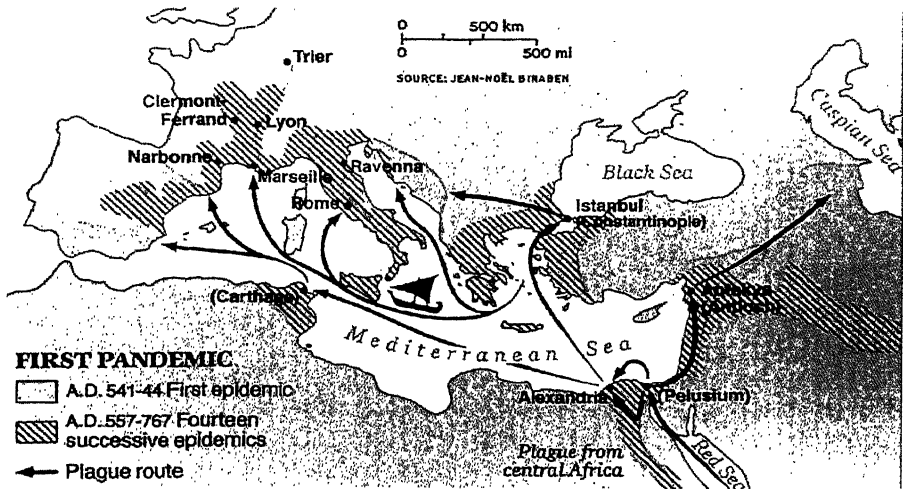 0 500 km
0 500 mi
SOURCE: JEAN-NOËL BIRABEN
Trier
Clermont-
Ferrand
Lyon
Narbonne
Marseille
Ravenna
Rome
Black Sea
Caspian Sea
Istanbul
(Constantinople)
(Carthage)
Antakya
(Antioch)
Mediterranean Sea
Alexandria
(Pelusium)
Red Sea
Plague from
central Africa
FIRST PANDEMIC
A.D. 541-44 First epidemic
A.D. 557-767 Fourteen
successive epidemics
Plague route